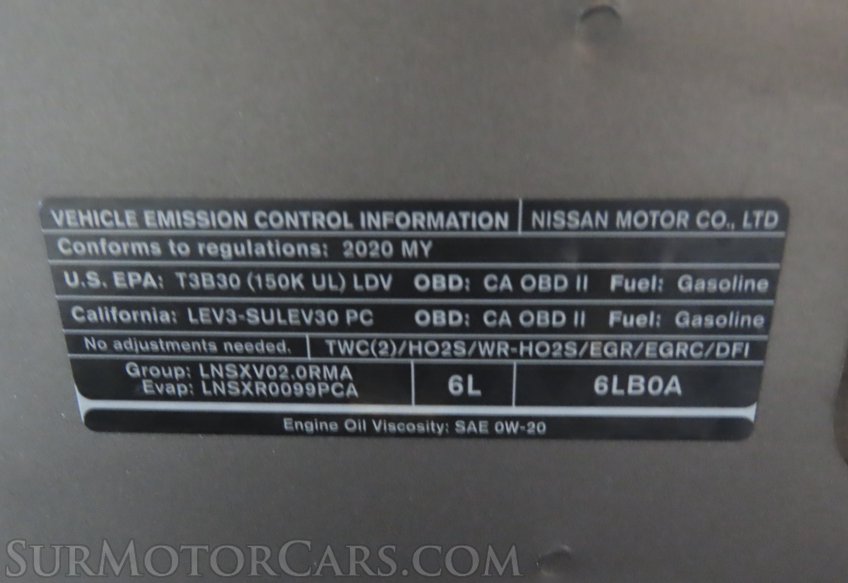 VEHICLE EMISSION CONTROL INFORMATION NISSAN MOTOR CO., LTD
Conforms to regulations: 2020 MY
U.S. EPA: T3B30 (150K UL) LDV OBD: CA OBD II Fuel: Gasoline
California: LEV3-SULEV30 PC OBD: CA OBD II Fuel: Gasoline
No adjustments needed. TWC(2)/HO2S/WR-HO2S/EGR/EGRC/DFI
Group: LNSXV02.0RMA
Evap: LNSXR0099PCA
6L 6LB0A
Engine Oil Viscosity: SAE 0W-20
SURMOTORCARS.COM